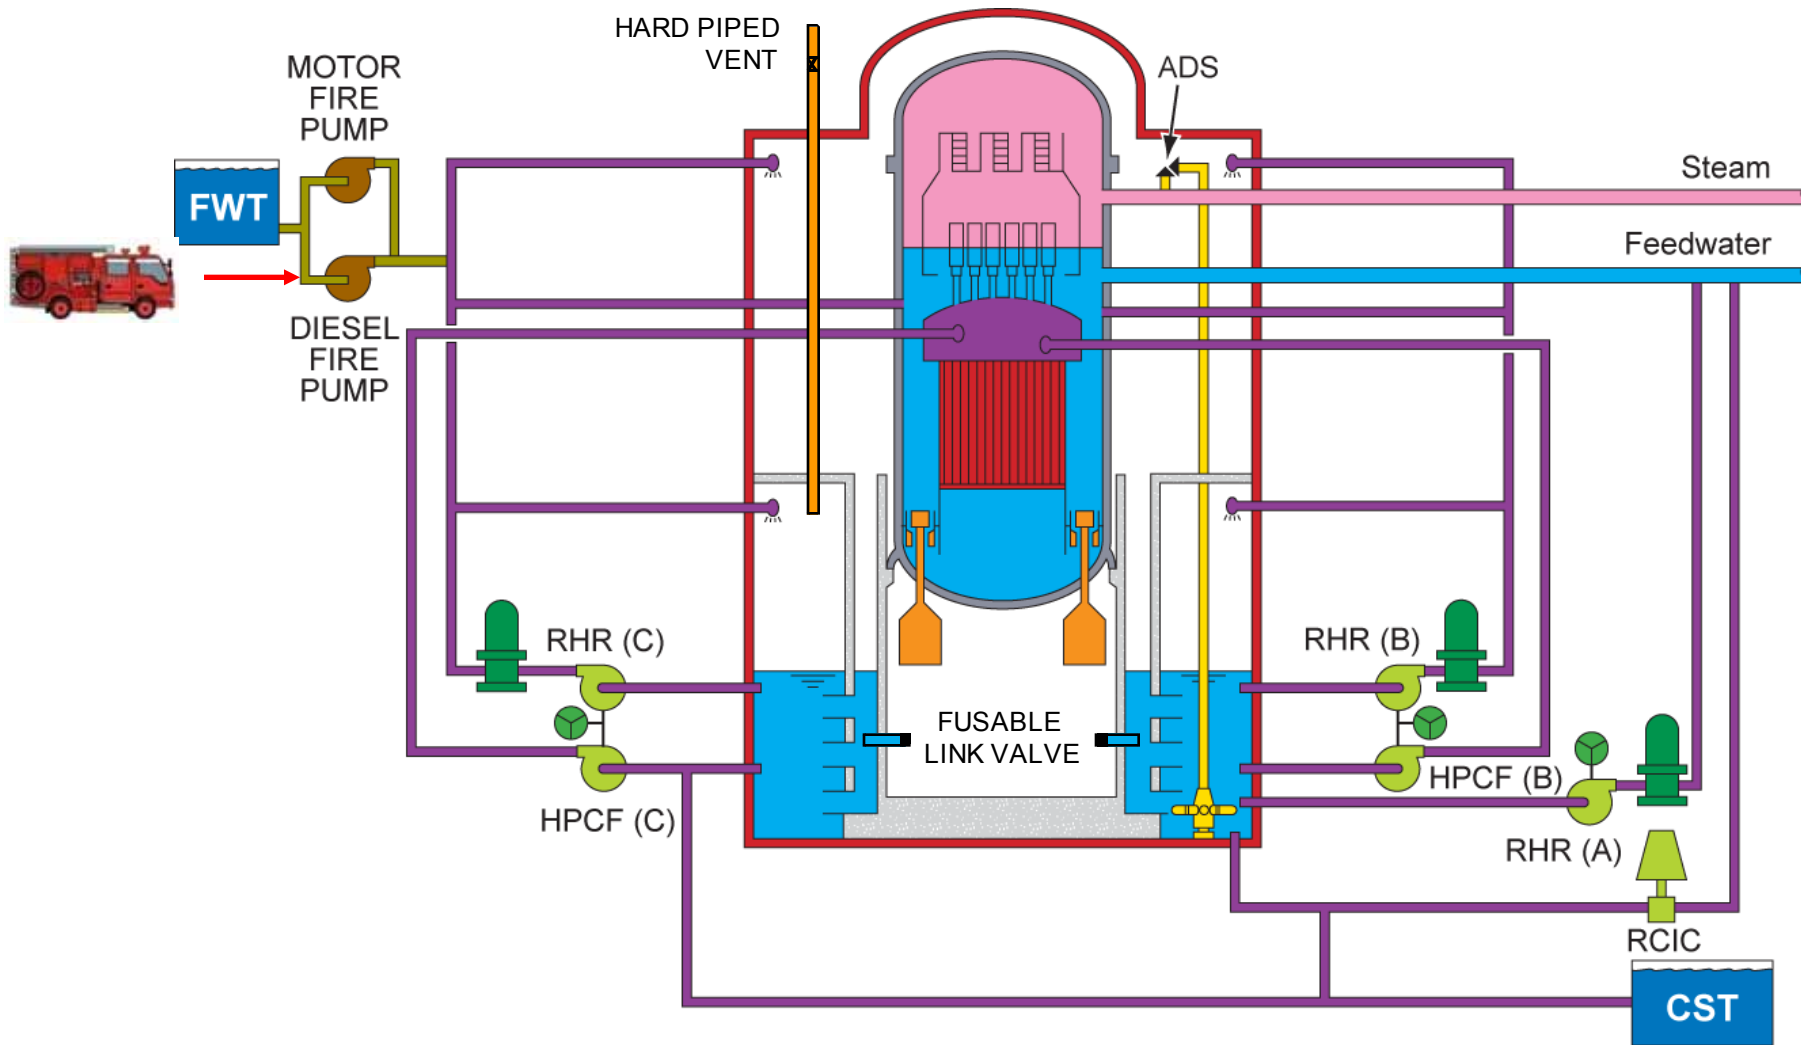 HARD PIPED
VENT
MOTOR
FIRE
PUMP
ADS
Steam
FWT
Feedwater
DIESEL
FIRE
PUMP
RHR (C)
RHR (B)
FUSABLE
LINK VALVE
HPCF (B)
HPCF (C)
RHR (A)
RCIC
CST